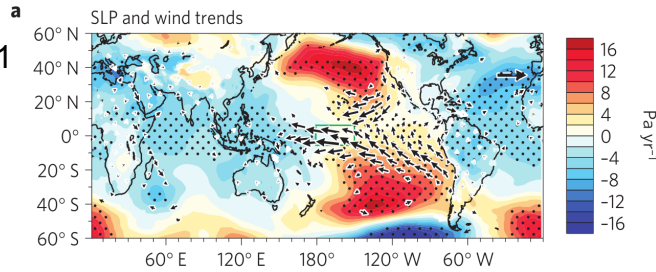 a
SLP and wind trends
1
60° N
40° N
20° N
0°
20° S
40° S
60° S
60° E 120° E 180° 120° W 60° W
16
12
8
4
0
−4
−8
−12
−16
Pa yr⁻¹